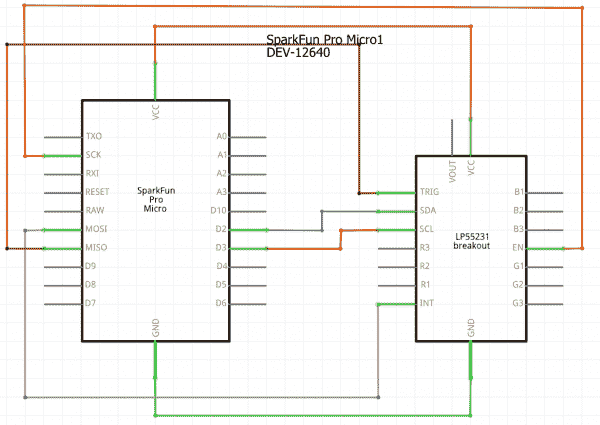 SparkFun Pro Micro1
DEV-12640
VCC
TXO
SCK
RXI
RESET
RAW
MOSI
MISO
D9
D8
D7
SparkFun
Pro
Micro
A0
A1
A2
A3
D10
D2
D3
D4
D5
D6
GND
VOUT
VCC
TRIG
SDA
SCL
R3
R2
R1
INT
LP55231
breakout
B1
B2
B3
EN
G1
G2
G3
GND